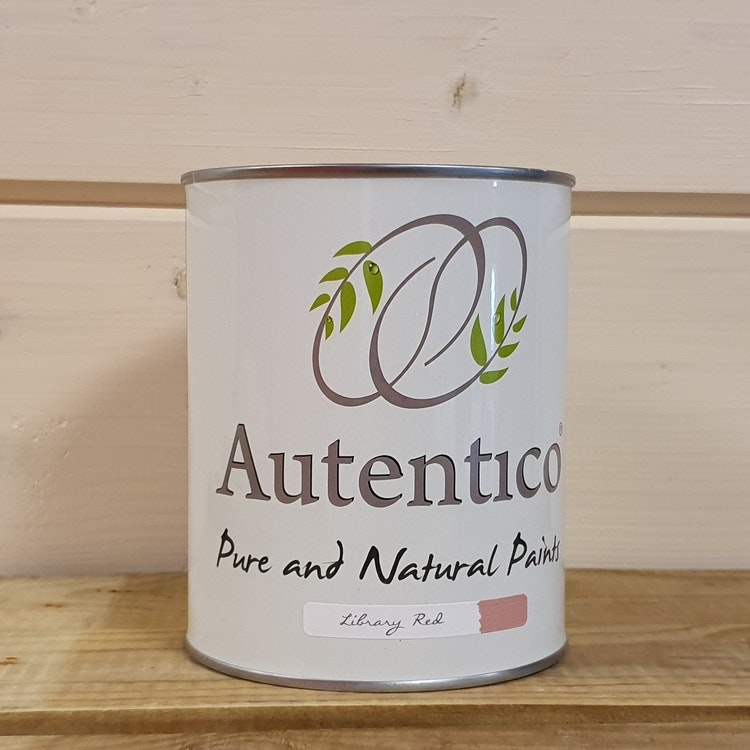 Autentico®
Pure and Natural Paints
Library Red